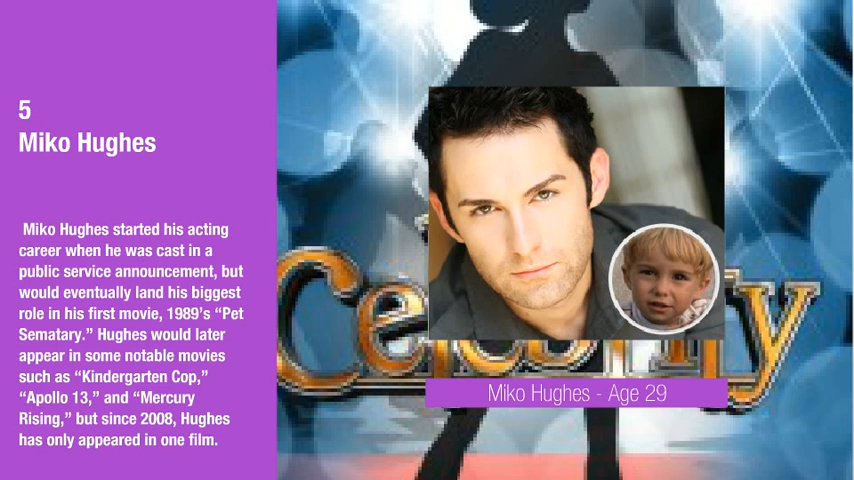 5
Miko Hughes
Miko Hughes started his acting
career when he was cast in a
public service announcement, but
would eventually land his biggest
role in his first movie, 1989’s “Pet
Sematary.” Hughes would later
appear in some notable movies
such as “Kindergarten Cop,”
“Apollo 13,” and “Mercury
Rising,” but since 2008, Hughes
has only appeared in one film.
Celebrity
Miko Hughes - Age 29